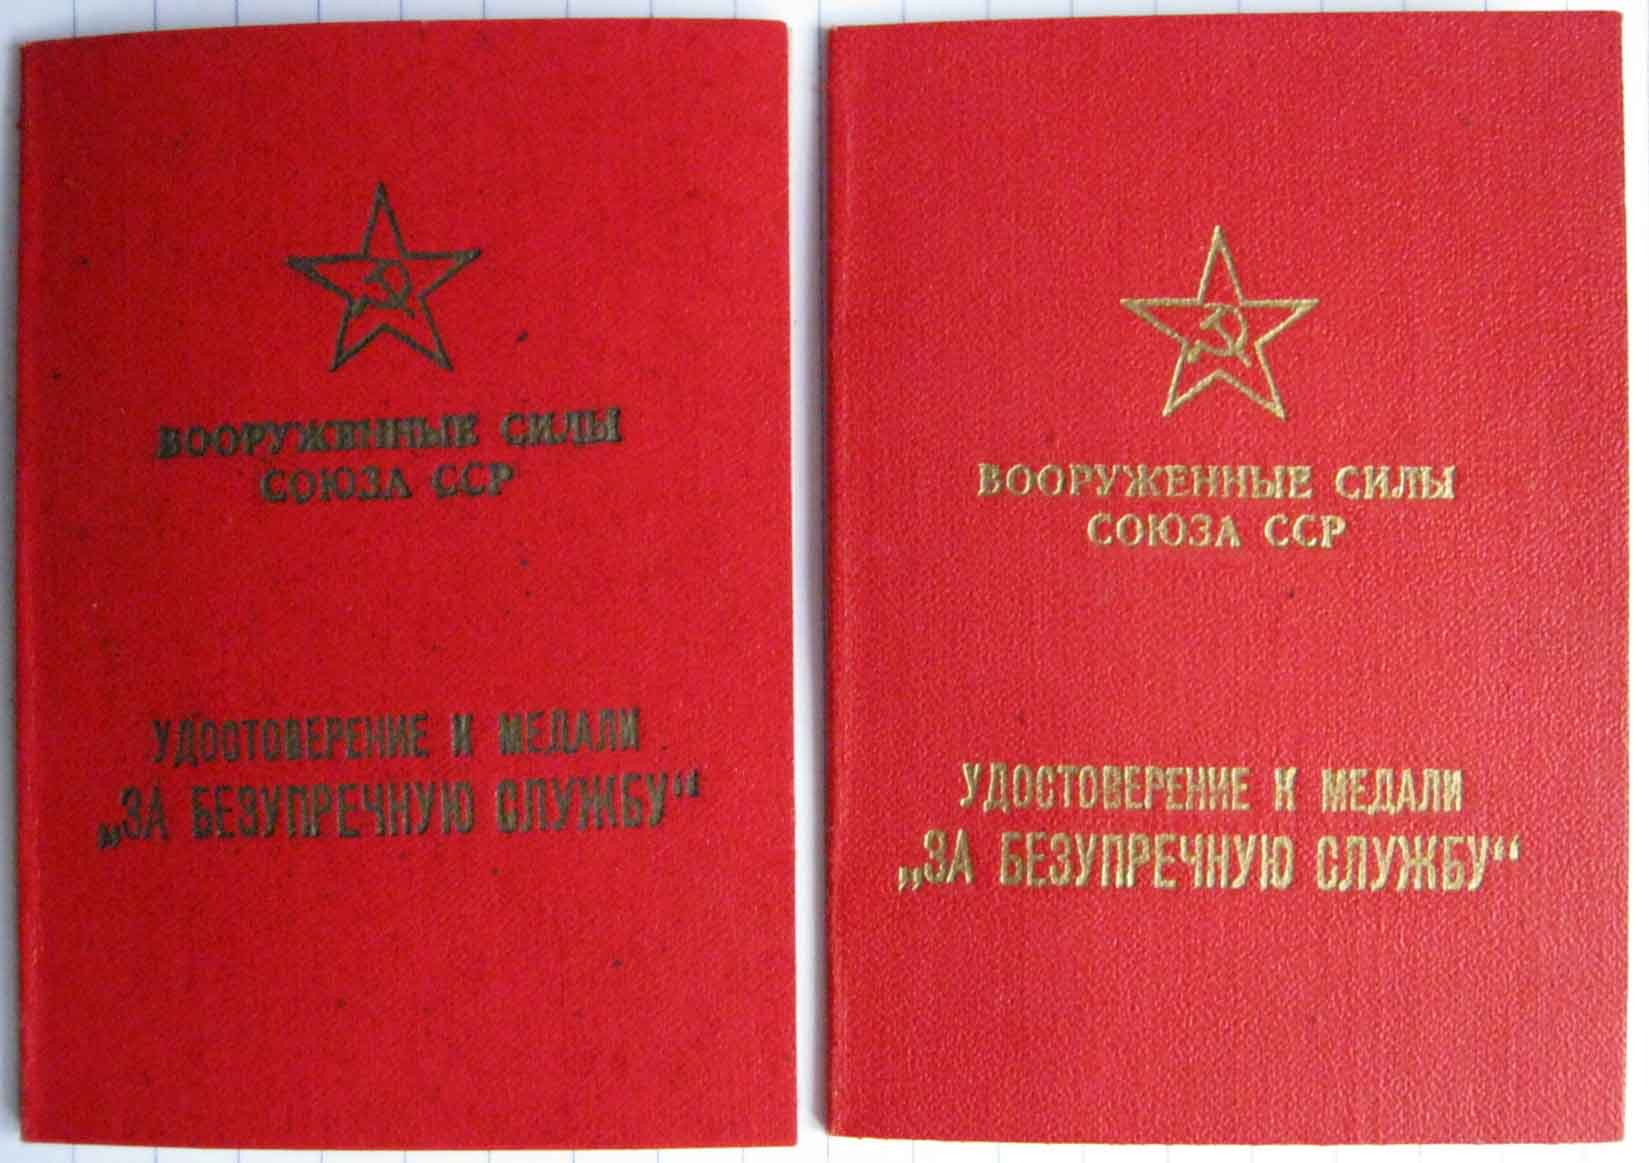 ВООРУЖЕННЫЕ СИЛЫ
СОЮЗА ССР
УДОСТОВЕРЕНИЕ К МЕДАЛИ
„ЗА БЕЗУПРЕЧНУЮ СЛУЖБУ“
ВООРУЖЕННЫЕ СИЛЫ
СОЮЗА ССР
УДОСТОВЕРЕНИЕ К МЕДАЛИ
„ЗА БЕЗУПРЕЧНУЮ СЛУЖБУ“